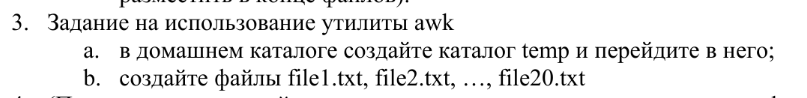 3. Задание на использование утилиты awk
a. в домашнем каталоге создайте каталог temp и перейдите в него;
b. создайте файлы file1.txt, file2.txt, …, file20.txt